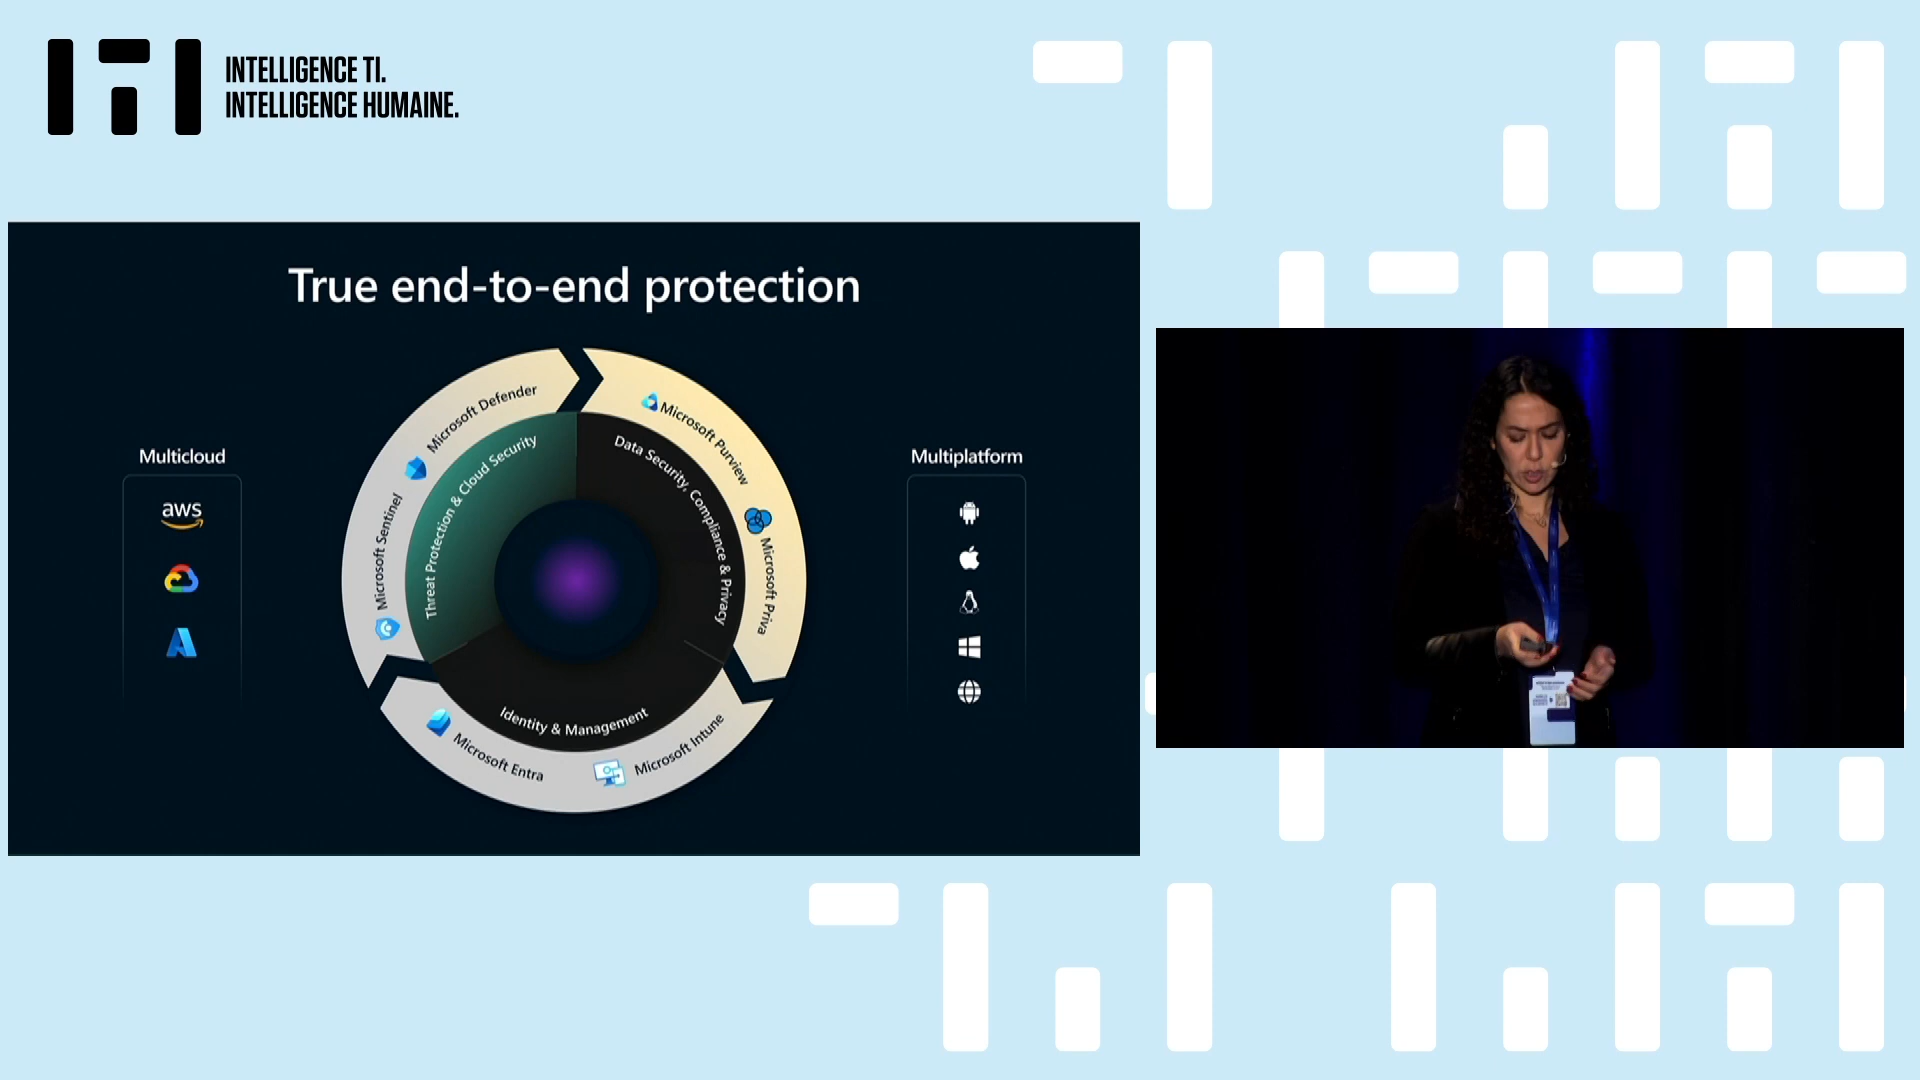 INTELLIGENCE TI.
INTELLIGENCE HUMAINE.
True end-to-end protection
Multicloud
aws
Microsoft Defender
Microsoft Sentinel
Threat Protection & Cloud Security
Microsoft Purview
Microsoft Priva
Data Security, Compliance & Privacy
Identity & Management
Microsoft Entra
Microsoft Intune
Multiplatform